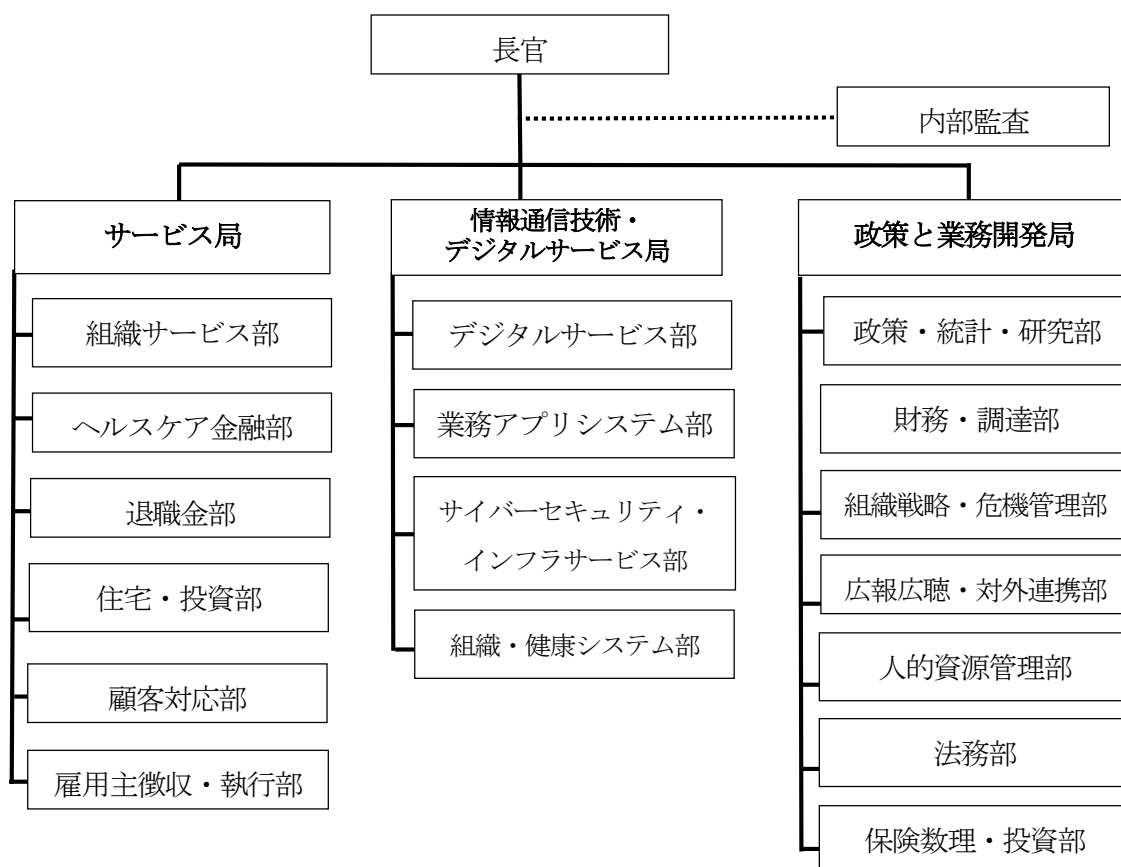 長官
内部監査
サービス局
組織サービス部
ヘルスケア金融部
退職金部
住宅・投資部
顧客対応部
雇用主徴収・執行部
情報通信技術・
デジタルサービス局
デジタルサービス部
業務アプリシステム部
サイバーセキュリティ・
インフラサービス部
組織・健康システム部
政策と業務開発局
政策・統計・研究部
財務・調達部
組織戦略・危機管理部
広報広聴・対外連携部
人的資源管理部
法務部
保険数理・投資部